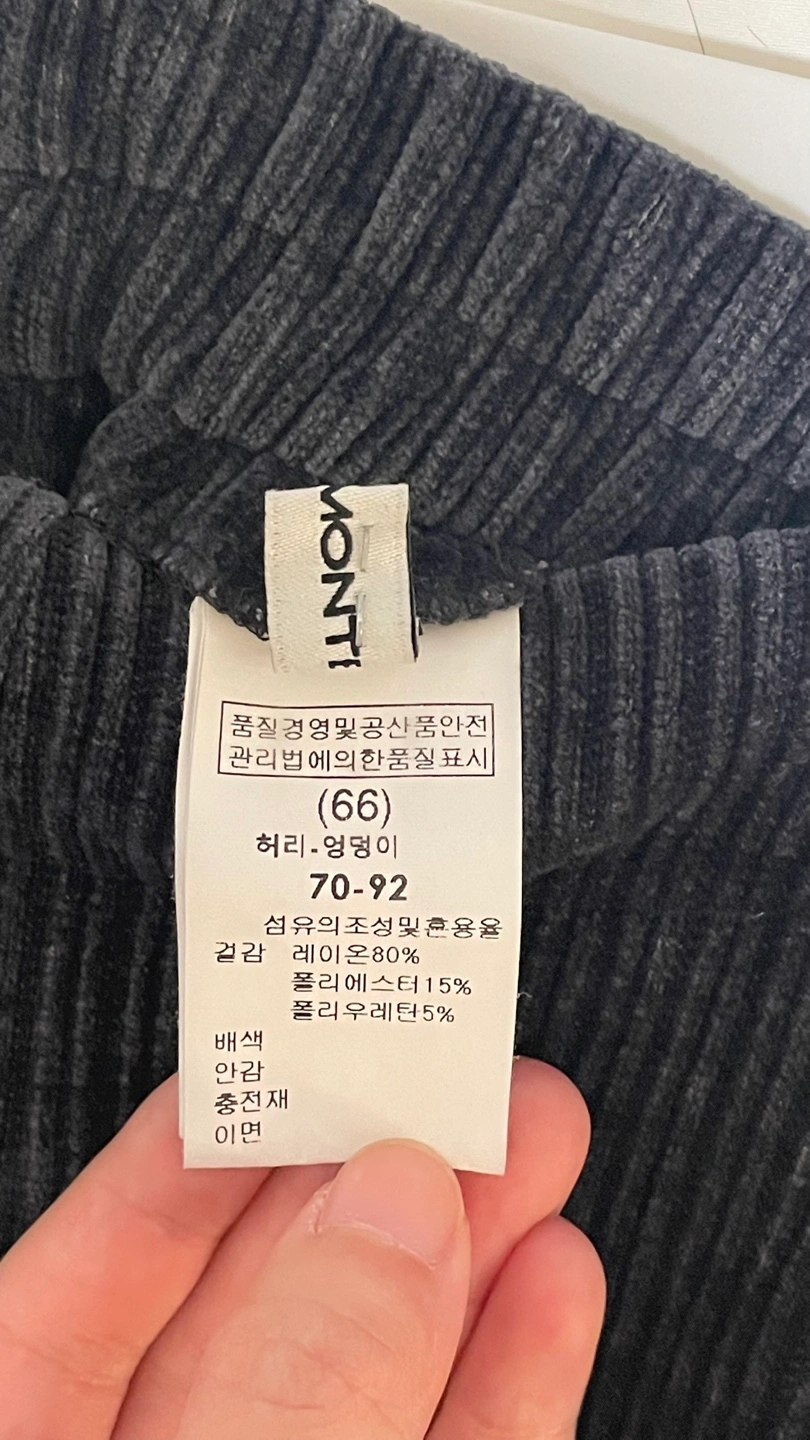 MONTI
품질경영및공산품안전
관리법에의한품질표시
(66)
허리-엉덩이
70-92
섬유의조성및혼용율
겉감 레이온80%
폴리에스터15%
폴리우레탄5%
배색
안감
충전재
이면